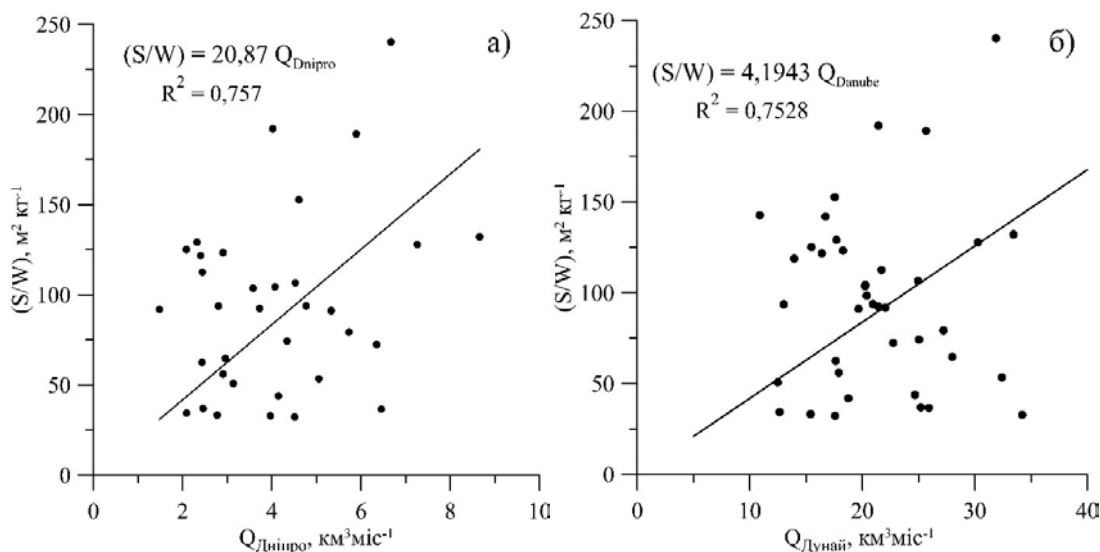 250
200
150
100
50
0
(S/W), м² кг⁻¹
а)
(S/W) = 20,87 Q_Dnipro
R² = 0,757
0 2 4 6 8 10
Q_Дніпро, км³міс⁻¹
250
200
150
100
50
0
(S/W), м² кг⁻¹
б)
(S/W) = 4,1943 Q_Danube
R² = 0,7528
0 10 20 30 40
Q_Дунай, км³міс⁻¹